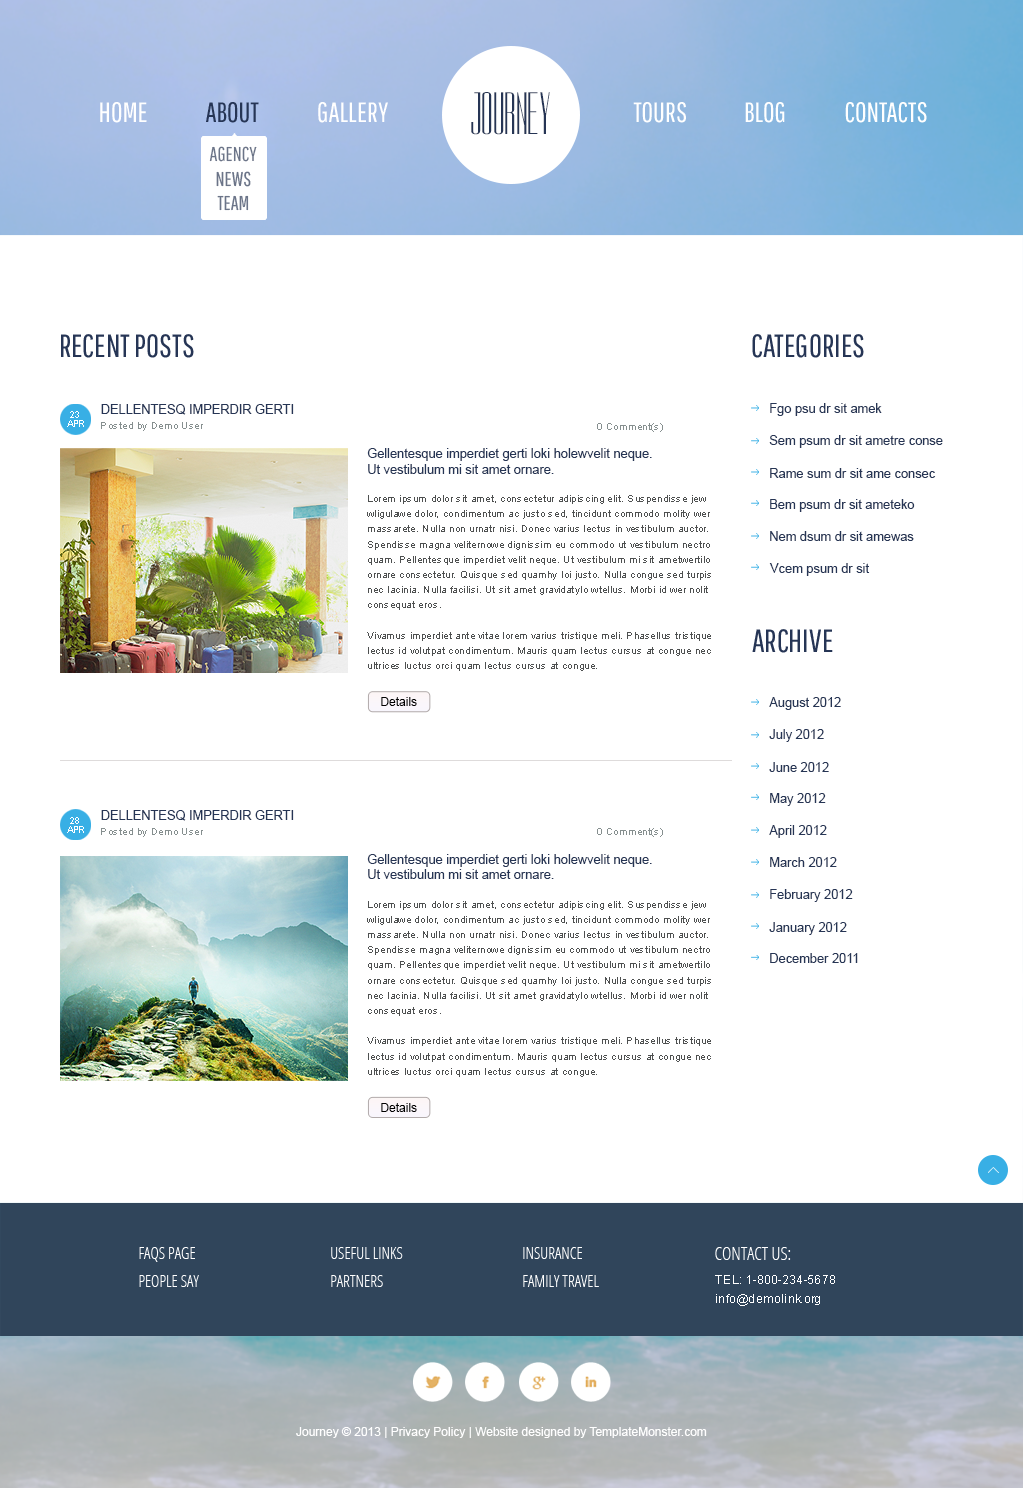 HOME
ABOUT
GALLERY
JOURNEY
TOURS
BLOG
CONTACTS
AGENCY
NEWS
TEAM
RECENT POSTS
23
APR
DELLENTESQ IMPERDIR GERTI
Posted by Demo User
0 Comment(s)
Gellentesque imperdiet gerti loki holewvelit neque.
Ut vestibulum mi sit amet ornare.
Lorem ipsum dolor sit amet, consectetur adipiscing elit. Suspendisse jew
wligulawe dolor, condimentum ac justo sed, tincidunt commodo molity wer
massarete. Nulla non urnatr nisi. Donec varius lectus in vestibulum auctor.
Spendisse magna veliternowe dignissim eu commodo ut vestibulum nectro
quam. Pellentesque imperdiet velit neque. Ut vestibulum mi sit ametwertilo
ornare consectetur. Quisque sed quamhy loi justo. Nulla congue sed turpis
nec lacinia. Nulla facilisi. Ut sit amet gravidatylowtellus. Morbi id wer nolit
consequat eros.
Vivamus imperdiet ante vitae lorem varius tristique meli. Phasellus tristique
lectus id volutpat condimentum. Mauris quam lectus cursus at congue nec
ultrices luctus orci quam lectus cursus at congue.
Details
28
APR
DELLENTESQ IMPERDIR GERTI
Posted by Demo User
0 Comment(s)
Gellentesque imperdiet gerti loki holewvelit neque.
Ut vestibulum mi sit amet ornare.
Lorem ipsum dolor sit amet, consectetur adipiscing elit. Suspendisse jew
wligulawe dolor, condimentum ac justo sed, tincidunt commodo molity wer
massarete. Nulla non urnatr nisi. Donec varius lectus in vestibulum auctor.
Spendisse magna veliternowe dignissim eu commodo ut vestibulum nectro
quam. Pellentesque imperdiet velit neque. Ut vestibulum mi sit ametwertilo
ornare consectetur. Quisque sed quamhy loi justo. Nulla congue sed turpis
nec lacinia. Nulla facilisi. Ut sit amet gravidatylowtellus. Morbi id wer nolit
consequat eros.
Vivamus imperdiet ante vitae lorem varius tristique meli. Phasellus tristique
lectus id volutpat condimentum. Mauris quam lectus cursus at congue nec
ultrices luctus orci quam lectus cursus at congue.
Details
CATEGORIES
Fgo psu dr sit amek
Sem psum dr sit ametre conse
Rame sum dr sit ame consec
Bem psum dr sit ameteko
Nem dsum dr sit amewas
Vcem psum dr sit
ARCHIVE
August 2012
July 2012
June 2012
May 2012
April 2012
March 2012
February 2012
January 2012
December 2011
FAQS PAGE
PEOPLE SAY
USEFUL LINKS
PARTNERS
INSURANCE
FAMILY TRAVEL
CONTACT US:
TEL: 1-800-234-5678
info@demolink.org
Journey © 2013 | Privacy Policy | Website designed by TemplateMonster.com